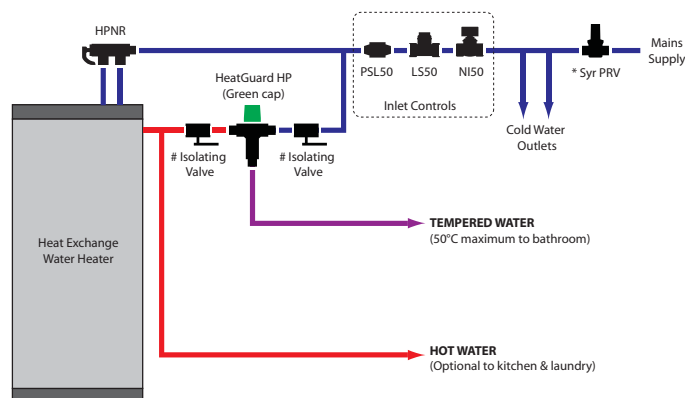 HPNR
HeatGuard HP
(Green cap)
PSL50
LS50
NI50
Inlet Controls
* Syr PRV
Mains
Supply
Cold Water
Outlets
# Isolating
Valve
# Isolating
Valve
TEMPERED WATER
(50°C maximum to bathroom)
Heat Exchange
Water Heater
HOT WATER
(Optional to kitchen & laundry)